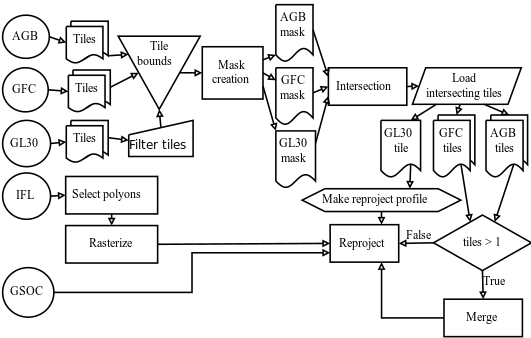 AGB
Tiles
Tile
bounds
AGB
mask
GFC
Tiles
Mask
creation
GFC
mask
Intersection
Load
intersecting tiles
GL30
Tiles
Filter tiles
GL30
mask
GL30
tile
GFC
tiles
AGB
tiles
IFL
Select polyons
Make reproject profile
Rasterize
Reproject
False
tiles > 1
GSOC
True
Merge